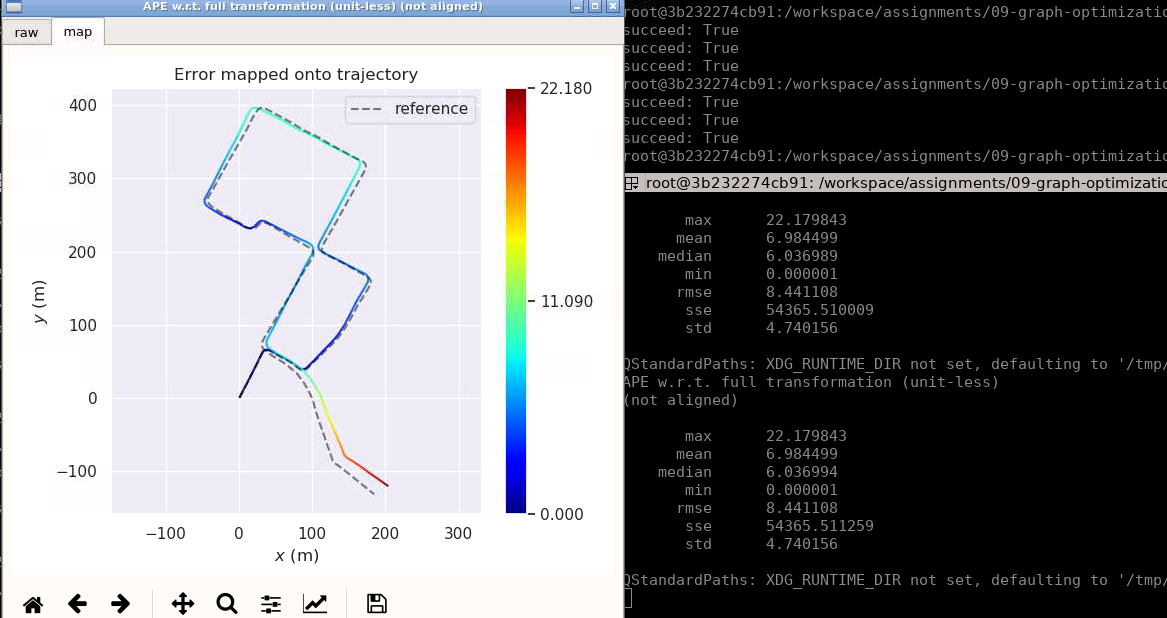 APE w.r.t. full transformation (unit-less) (not aligned)
raw map
Error mapped onto trajectory
reference
400
300
200
100
0
−100
y (m)
−100 0 100 200 300
x (m)
22.180
11.090
0.000
root@3b232274cb91:/workspace/assignments/09-graph-optimizatio
succeed: True
succeed: True
succeed: True
root@3b232274cb91:/workspace/assignments/09-graph-optimizatio
succeed: True
succeed: True
succeed: True
root@3b232274cb91:/workspace/assignments/09-graph-optimizatio
root@3b232274cb91: /workspace/assignments/09-graph-optimizatio
max 22.179843
mean 6.984499
median 6.036989
min 0.000001
rmse 8.441108
sse 54365.510009
std 4.740156
QStandardPaths: XDG_RUNTIME_DIR not set, defaulting to '/tmp/
APE w.r.t. full transformation (unit-less)
(not aligned)
max 22.179843
mean 6.984499
median 6.036994
min 0.000001
rmse 8.441108
sse 54365.511259
std 4.740156
QStandardPaths: XDG_RUNTIME_DIR not set, defaulting to '/tmp/